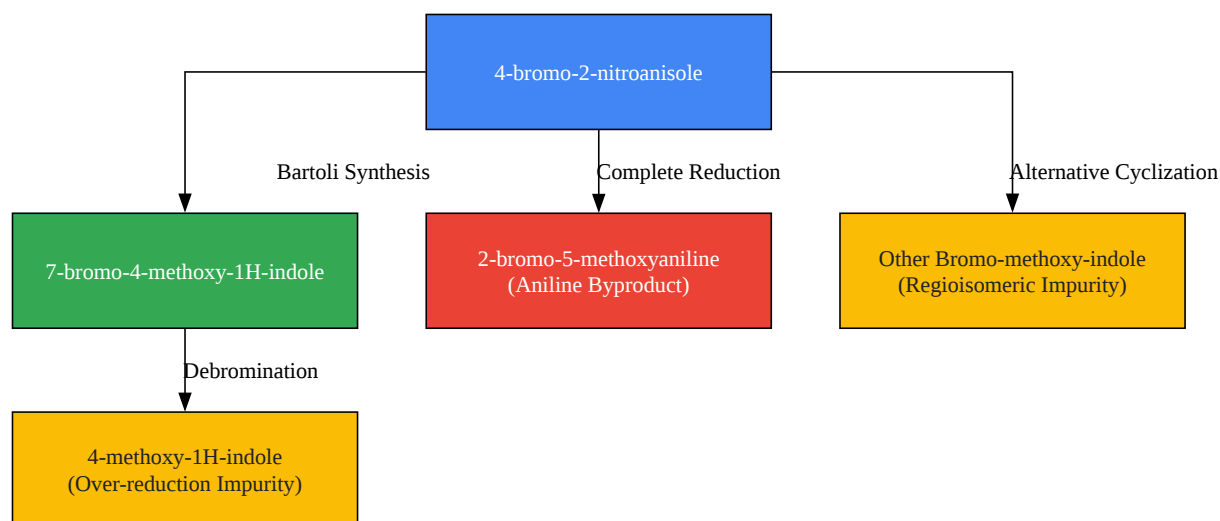 4-bromo-2-nitroanisole
Bartoli Synthesis
Complete Reduction
Alternative Cyclization
7-bromo-4-methoxy-1H-indole
2-bromo-5-methoxyaniline
(Aniline Byproduct)
Other Bromo-methoxy-indole
(Regioisomeric Impurity)
Debromination
4-methoxy-1H-indole
(Over-reduction Impurity)